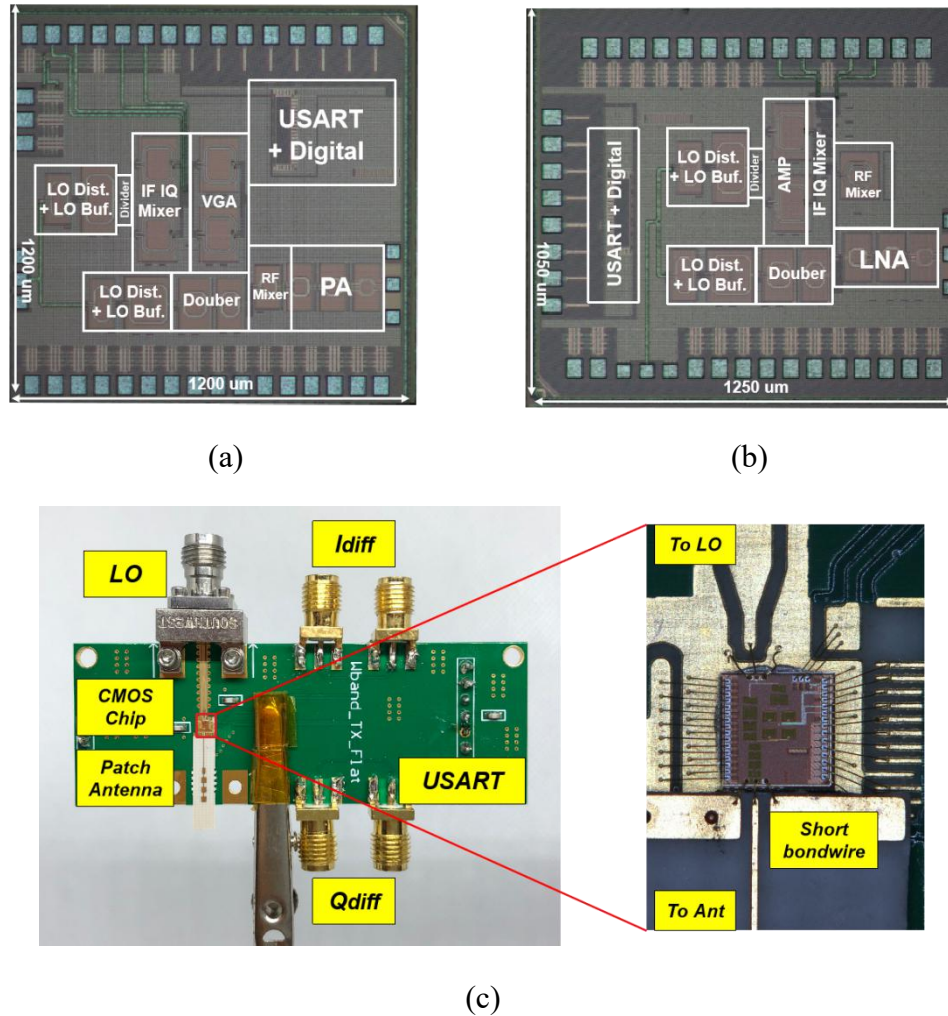 USART
+ Digital
LO Dist.
+ LO Buf.
Divider
IF IQ
Mixer
VGA
LO Dist.
+ LO Buf.
Douber
RF
Mixer
PA
1200 um
1200 um
(a)
USART + Digital
LO Dist.
+ LO Buf.
Divider
AMP
IF IQ Mixer
RF
Mixer
LO Dist.
+ LO Buf.
Douber
LNA
1050 um
1250 um
(b)
LO
Idiff
SOUTHWEST
CMOS
Chip
Patch
Antenna
Wband_TX_Flat
USART
Qdiff
To LO
Short
bondwire
To Ant
(c)